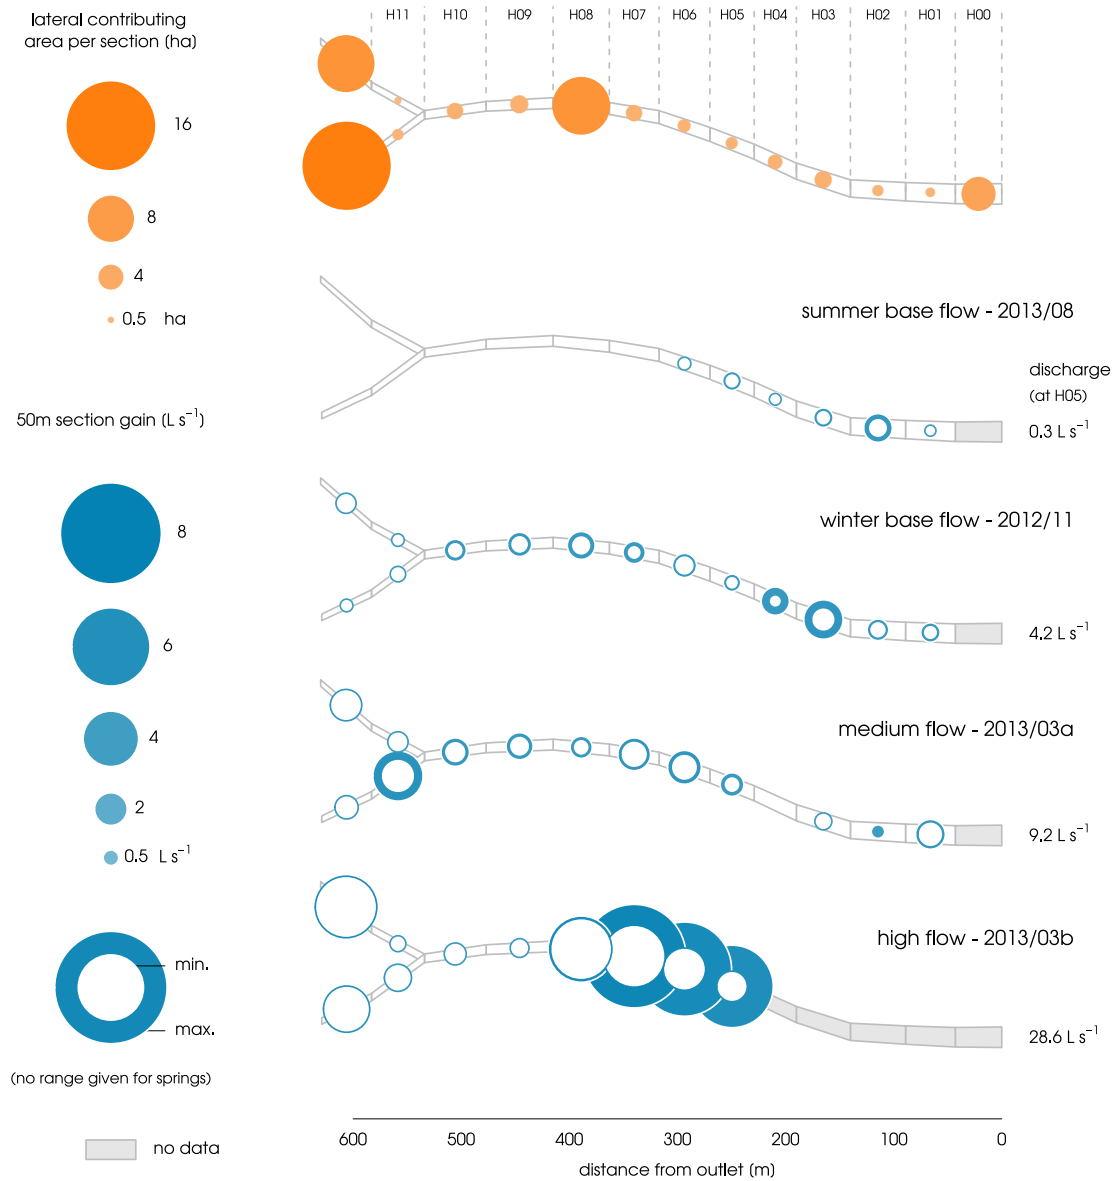 lateral contributing
area per section (ha)
16
8
4
0.5 ha
H11 H10 H09 H08 H07 H06 H05 H04 H03 H02 H01 H00
summer base flow - 2013/08
discharge
(at H05)
0.3 L s⁻¹
50m section gain (L s⁻¹)
8
6
4
2
0.5 L s⁻¹
winter base flow - 2012/11
4.2 L s⁻¹
medium flow - 2013/03a
9.2 L s⁻¹
high flow - 2013/03b
28.6 L s⁻¹
min.
max.
(no range given for springs)
no data
600 500 400 300 200 100 0
distance from outlet (m)